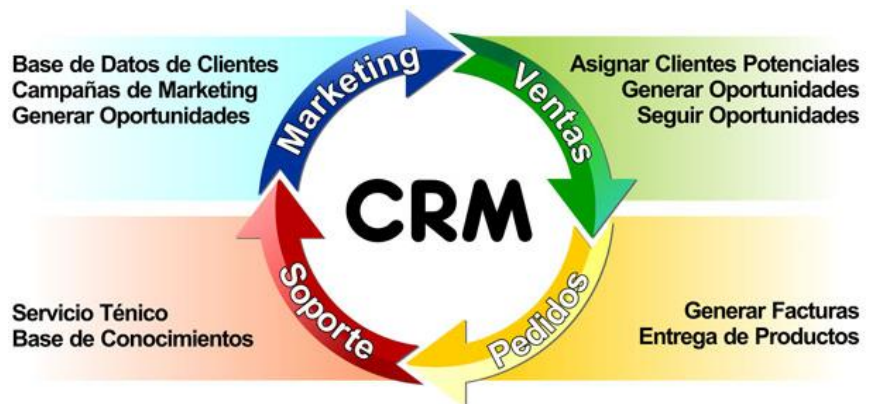 Base de Datos de Clientes
Campañas de Marketing
Generar Oportunidades
Marketing
Ventas
Asignar Clientes Potenciales
Generar Oportunidades
Seguir Oportunidades
CRM
Servicio Ténico
Base de Conocimientos
Soporte
Pedidos
Generar Facturas
Entrega de Productos